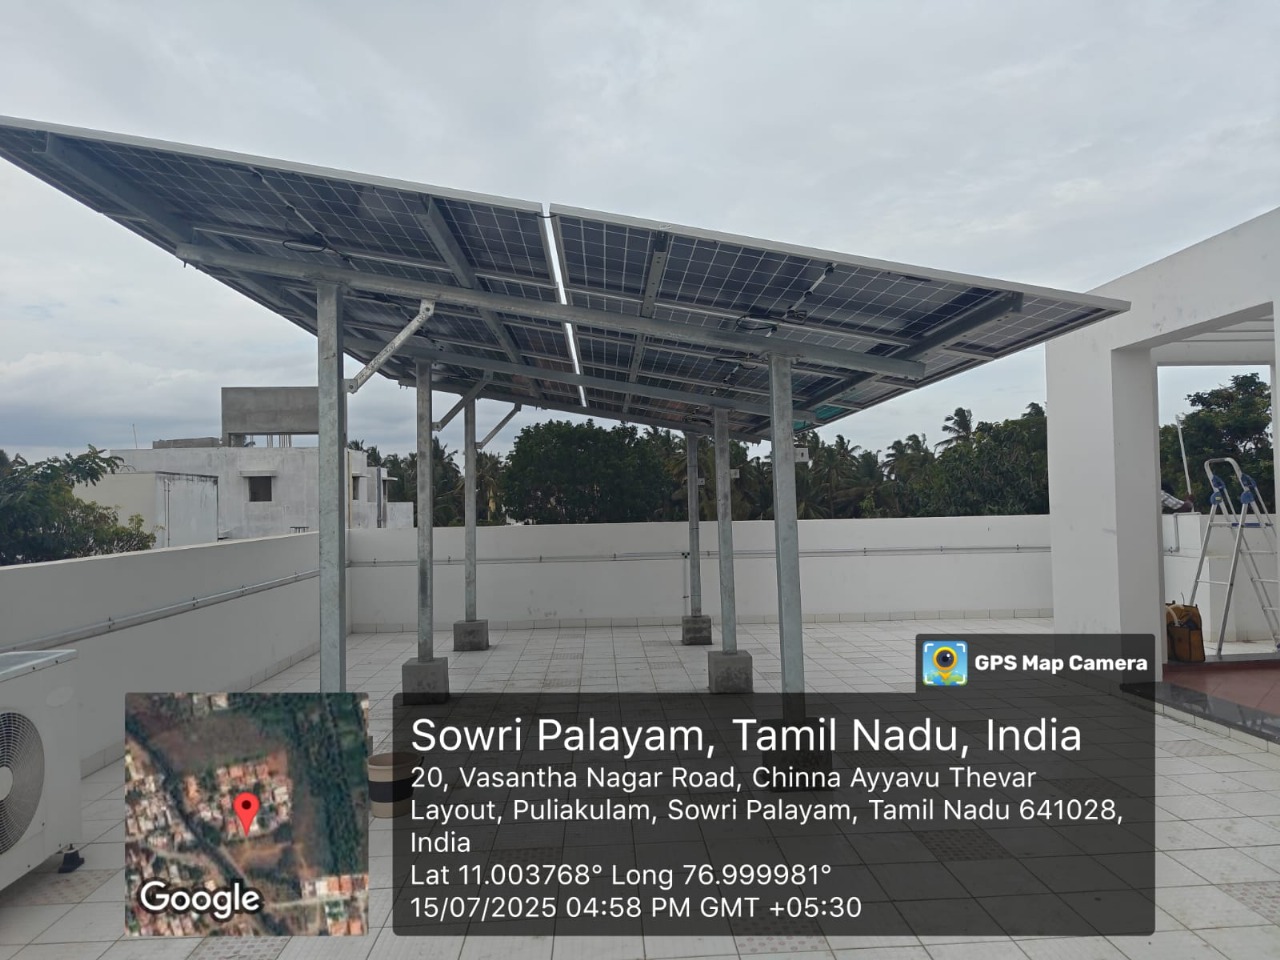 GPS Map Camera
Sowri Palayam, Tamil Nadu, India
20, Vasantha Nagar Road, Chinna Ayyavu Thevar
Layout, Puliakulam, Sowri Palayam, Tamil Nadu 641028,
India
Lat 11.003768° Long 76.999981°
15/07/2025 04:58 PM GMT +05:30
Google